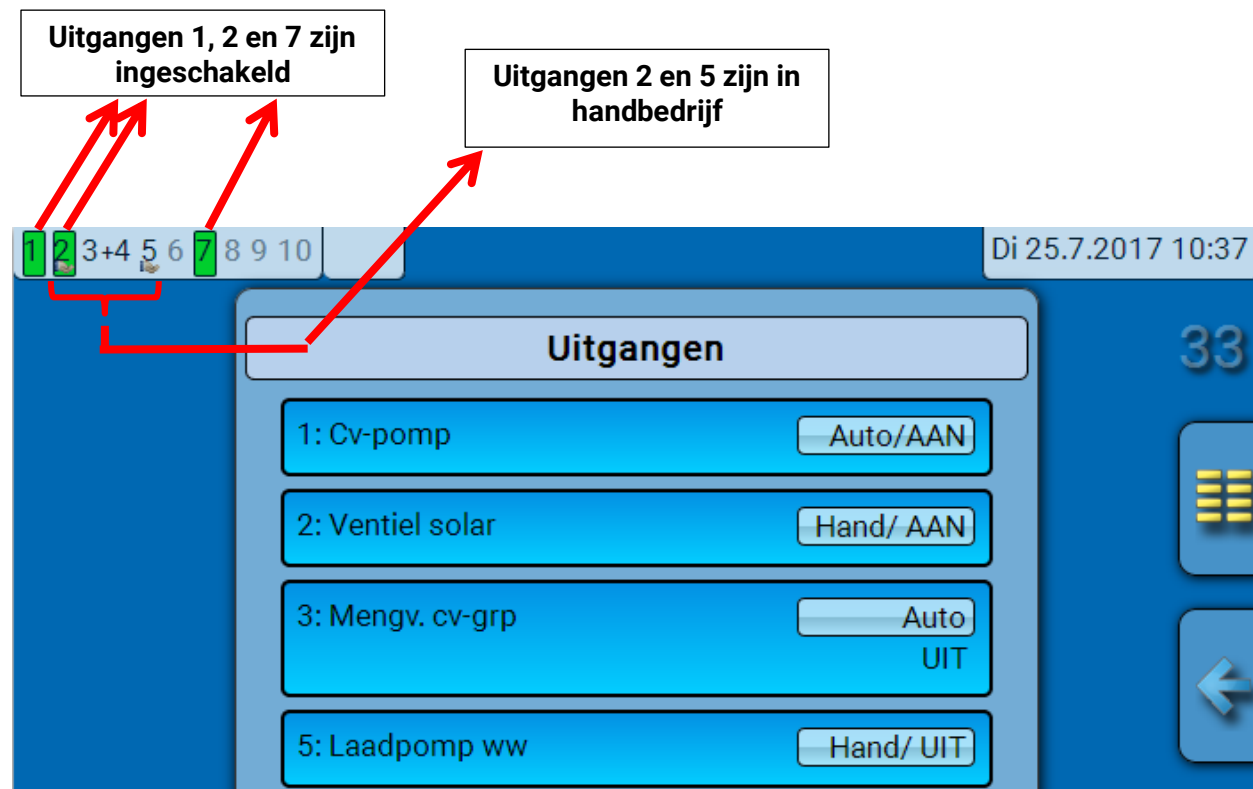 Uitgangen 1, 2 en 7 zijn
ingeschakeld
Uitgangen 2 en 5 zijn in
handbedrijf
1 2 3+4 5 6 7 8 9 10
Di 25.7.2017 10:37
Uitgangen
33
1: Cv-pomp Auto/AAN
2: Ventiel solar Hand/ AAN
3: Mengv. cv-grp Auto
UIT
5: Laadpomp ww Hand/ UIT